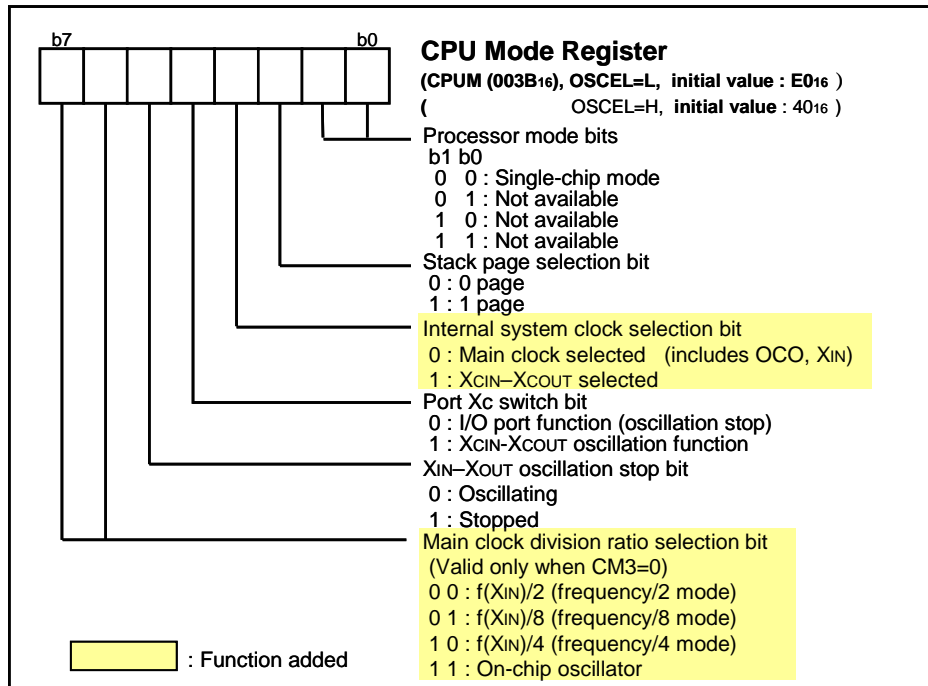 b7 b0
CPU Mode Register
(CPUM (003B16), OSCEL=L, initial value : E016 )
( OSCEL=H, initial value : 4016 )
Processor mode bits
b1 b0
0 0 : Single-chip mode
0 1 : Not available
1 0 : Not available
1 1 : Not available
Stack page selection bit
0 : 0 page
1 : 1 page
Internal system clock selection bit
0 : Main clock selected (includes OCO, XIN)
1 : XCIN–XCOUT selected
Port Xc switch bit
0 : I/O port function (oscillation stop)
1 : XCIN-XCOUT oscillation function
XIN–XOUT oscillation stop bit
0 : Oscillating
1 : Stopped
Main clock division ratio selection bit
(Valid only when CM3=0)
0 0 : f(XIN)/2 (frequency/2 mode)
0 1 : f(XIN)/8 (frequency/8 mode)
1 0 : f(XIN)/4 (frequency/4 mode)
1 1 : On-chip oscillator
: Function added